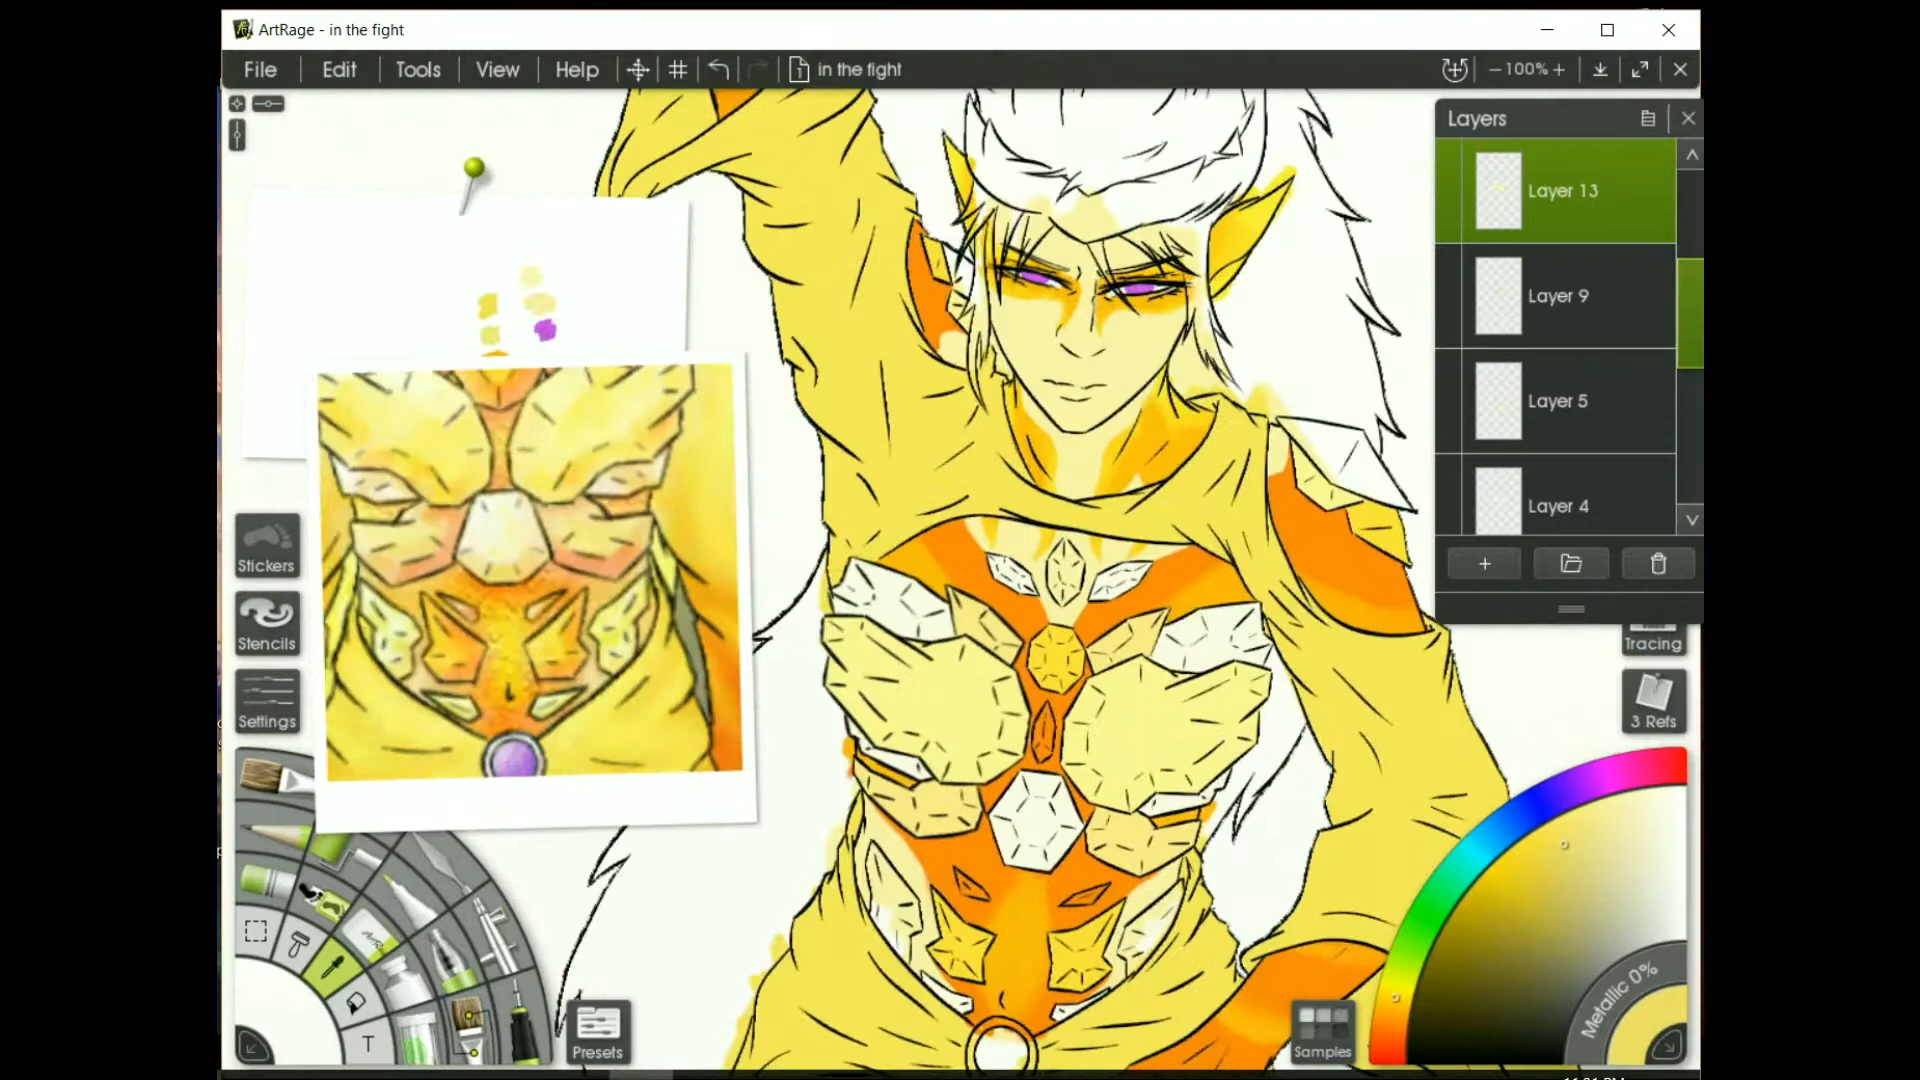 ArtRage - in the fight
File Edit Tools View Help in the fight 100%
Layers
Layer 13
Layer 9
Layer 5
Layer 4
Stickers
Stencils
Settings
Tracing
3 Refs
Metallic 0%
T
Presets
Samples